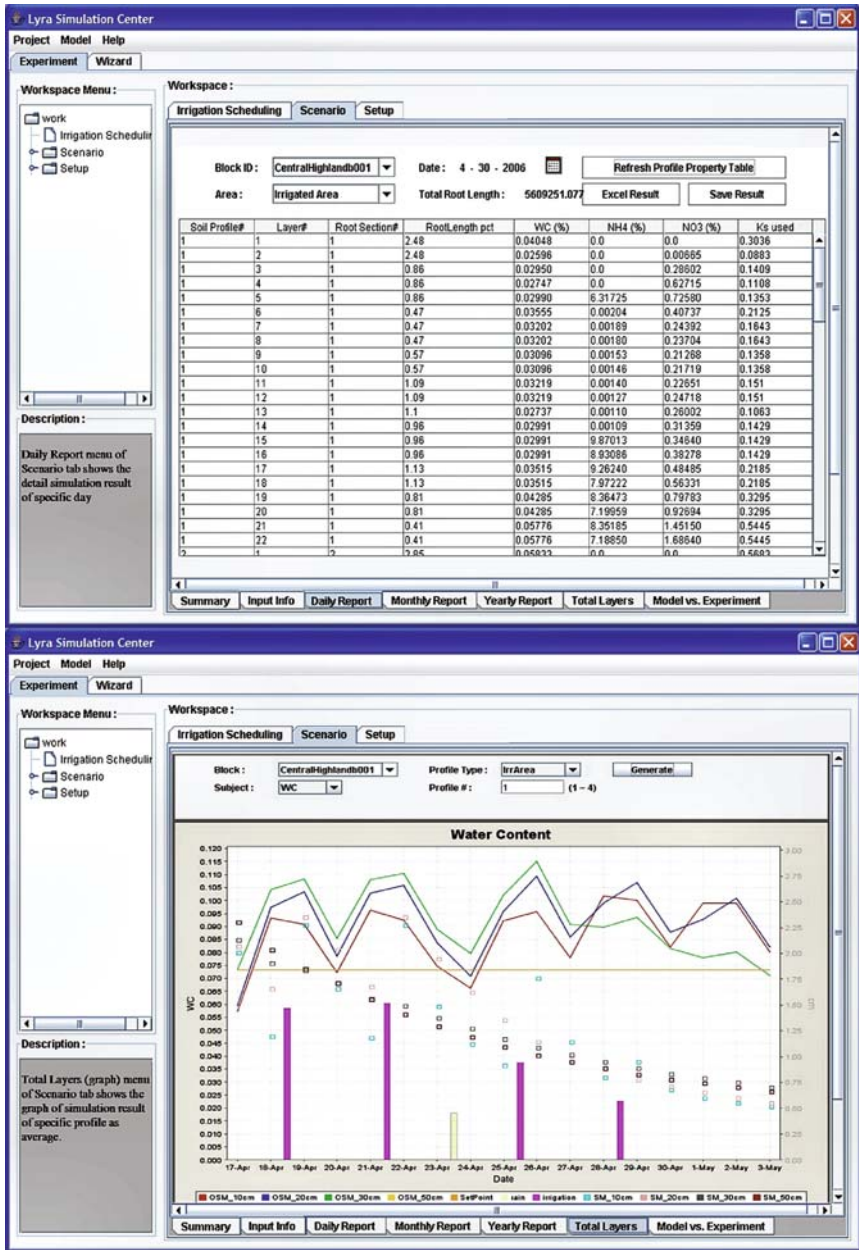 Lyra Simulation Center
Project Model Help
Experiment Wizard
Workspace Menu :
work
Irrigation Schedulir
Scenario
Setup
Description :
Daily Report menu of
Scenario tab shows the
detail simulation result
of specific day
Workspace :
Irrigation Scheduling Scenario Setup
Block ID : CentralHighlandb001 Date : 4 - 30 - 2006 Refresh Profile Property Table
Area : Irrigated Area Total Root Length : 5609251.077 Excel Result Save Result
Soil Profile# Layer# Root Section# RootLength pct WC (%) NH4 (%) NO3 (%) Ks used
1 1 1 2.48 0.04048 0.0 0.0 0.3036
1 2 1 2.48 0.02596 0.0 0.00665 0.0883
1 3 1 0.86 0.02950 0.0 0.28602 0.1409
1 4 1 0.86 0.02747 0.0 0.62715 0.1108
1 5 1 0.86 0.02990 6.31725 0.72580 0.1353
1 6 1 0.47 0.03555 0.00204 0.40737 0.2125
1 7 1 0.47 0.03202 0.00189 0.24392 0.1643
1 8 1 0.47 0.03202 0.00180 0.23704 0.1643
1 9 1 0.57 0.03096 0.00153 0.21268 0.1358
1 10 1 0.57 0.03096 0.00146 0.21719 0.1358
1 11 1 1.09 0.03219 0.00140 0.22651 0.151
1 12 1 1.09 0.03219 0.00127 0.24718 0.151
1 13 1 1.1 0.02737 0.00110 0.26002 0.1063
1 14 1 0.96 0.02991 0.00109 0.31359 0.1429
1 15 1 0.96 0.02991 9.87013 0.34640 0.1429
1 16 1 0.96 0.02991 8.93086 0.38278 0.1429
1 17 1 1.13 0.03515 9.26240 0.48485 0.2185
1 18 1 1.13 0.03515 7.97222 0.56331 0.2185
1 19 1 0.81 0.04285 8.36473 0.79783 0.3295
1 20 1 0.81 0.04285 7.19959 0.92694 0.3295
1 21 1 0.41 0.05776 8.35185 1.45150 0.5445
1 22 1 0.41 0.05776 7.18850 1.68640 0.5445
2 1 2 2.85 0.05833 0.0 0.0 0.5683
Summary Input Info Daily Report Monthly Report Yearly Report Total Layers Model vs. Experiment
Lyra Simulation Center
Project Model Help
Experiment Wizard
Workspace Menu :
work
Irrigation Schedulir
Scenario
Setup
Description :
Total Layers (graph) menu
of Scenario tab shows the
graph of simulation result
of specific profile as
average.
Workspace :
Irrigation Scheduling Scenario Setup
Block : CentralHighlandb001 Profile Type : IrrArea Generate
Subject : WC Profile # : 1 (1 – 4)
Water Content
0.120
0.115
0.110
0.105
0.100
0.095
0.090
0.085
0.080
0.075
0.070
0.065
0.060
0.055
0.050
0.045
0.040
0.035
0.030
0.025
0.020
0.015
0.010
0.005
0.000
WC
3.00
2.75
2.50
2.25
2.00
1.75
1.50
1.25
1.00
0.75
0.50
0.25
0.00
cm
17-Apr 18-Apr 19-Apr 20-Apr 21-Apr 22-Apr 23-Apr 24-Apr 25-Apr 26-Apr 27-Apr 28-Apr 29-Apr 30-Apr 1-May 2-May 3-May
Date
OSM_10cm OSM_20cm OSM_30cm OSM_50cm SetPoint rain irrigation SM_10cm SM_20cm SM_30cm SM_50cm
Summary Input Info Daily Report Monthly Report Yearly Report Total Layers Model vs. Experiment